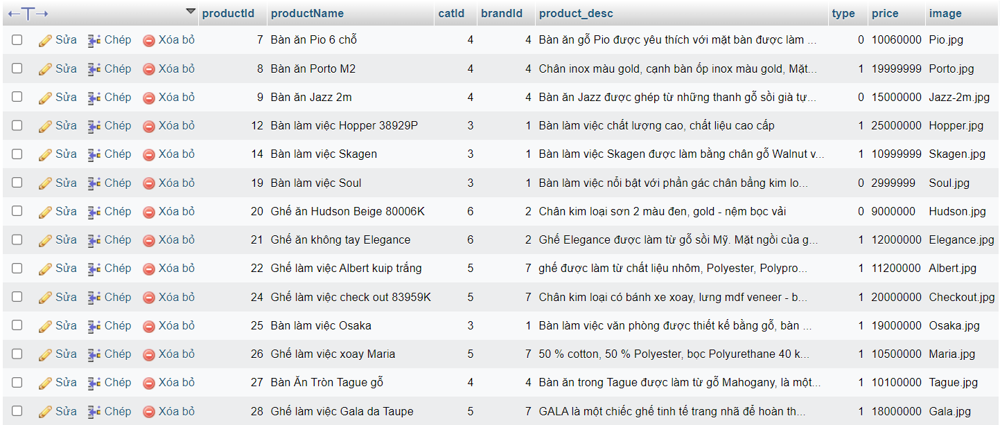 productId productName catId brandId product_desc type price image
Sửa Chép Xóa bỏ 7 Bàn ăn Pio 6 chỗ 4 4 Bàn ăn gỗ Pio được yêu thích với mặt bàn được làm ... 0 10060000 Pio.jpg
Sửa Chép Xóa bỏ 8 Bàn ăn Porto M2 4 4 Chân inox màu gold, cạnh bàn ốp inox màu gold, Mặt... 1 19999999 Porto.jpg
Sửa Chép Xóa bỏ 9 Bàn ăn Jazz 2m 4 4 Bàn ăn Jazz được ghép từ những thanh gỗ sồi già tự... 0 15000000 Jazz-2m.jpg
Sửa Chép Xóa bỏ 12 Bàn làm việc Hopper 38929P 3 1 Bàn làm việc chất lượng cao, chất liệu cao cấp 1 25000000 Hopper.jpg
Sửa Chép Xóa bỏ 14 Bàn làm việc Skagen 3 1 Bàn làm việc Skagen được làm bằng chân gỗ Walnut v... 1 10999999 Skagen.jpg
Sửa Chép Xóa bỏ 19 Bàn làm việc Soul 3 1 Bàn làm việc nổi bật với phần gác chân bằng kim lo... 0 2999999 Soul.jpg
Sửa Chép Xóa bỏ 20 Ghế ăn Hudson Beige 80006K 6 2 Chân kim loại sơn 2 màu đen, gold - nệm bọc vải 0 9000000 Hudson.jpg
Sửa Chép Xóa bỏ 21 Ghế ăn không tay Elegance 6 2 Ghế Elegance được làm từ gỗ sồi Mỹ. Mặt ngồi của g... 1 12000000 Elegance.jpg
Sửa Chép Xóa bỏ 22 Ghế làm việc Albert kuip trắng 5 7 ghế được làm từ chất liệu nhôm, Polyester, Polypro... 1 11200000 Albert.jpg
Sửa Chép Xóa bỏ 24 Ghế làm việc check out 83959K 5 7 Chân kim loại có bánh xe xoay, lưng mdf veneer - b... 1 20000000 Checkout.jpg
Sửa Chép Xóa bỏ 25 Bàn làm việc Osaka 3 1 Bàn làm việc văn phòng được thiết kế bằng gỗ, bàn ... 1 19000000 Osaka.jpg
Sửa Chép Xóa bỏ 26 Ghế làm việc xoay Maria 5 7 50 % cotton, 50 % Polyester, bọc Polyurethane 40 k... 1 10500000 Maria.jpg
Sửa Chép Xóa bỏ 27 Bàn Ăn Tròn Tague gỗ 4 4 Bàn ăn trong Tague được làm từ gỗ Mahogany, là một... 1 10100000 Tague.jpg
Sửa Chép Xóa bỏ 28 Ghế làm việc Gala da Taupe 5 7 GALA là một chiếc ghế tinh tế trang nhã để hoàn th... 1 18000000 Gala.jpg